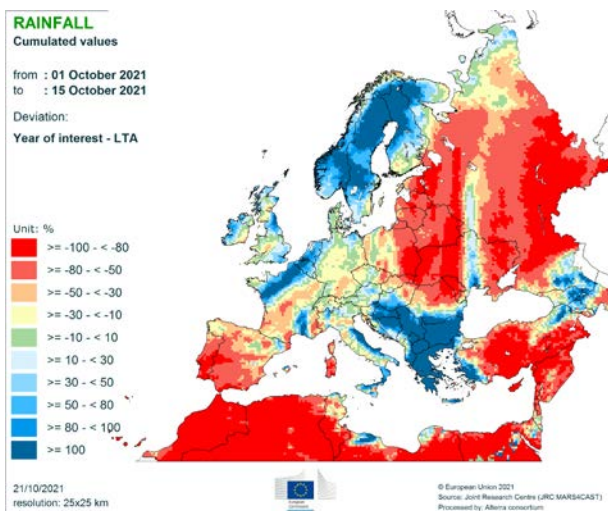 RAINFALL
Cumulated values
from : 01 October 2021
to : 15 October 2021
Deviation:
Year of interest - LTA
Unit: %
>= -100 - < -80
>= -80 - < -50
>= -50 - < -30
>= -30 - < -10
>= -10 - < 10
>= 10 - < 30
>= 30 - < 50
>= 50 - < 80
>= 80 - < 100
>= 100
21/10/2021
resolution: 25x25 km
European
Commission
© European Union 2021
Source: Joint Research Centre (JRC MARS4CAST)
Processed by: Alterra consortium